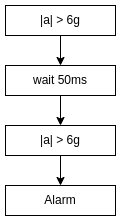 |a| > 6g
wait 50ms
|a| > 6g
Alarm